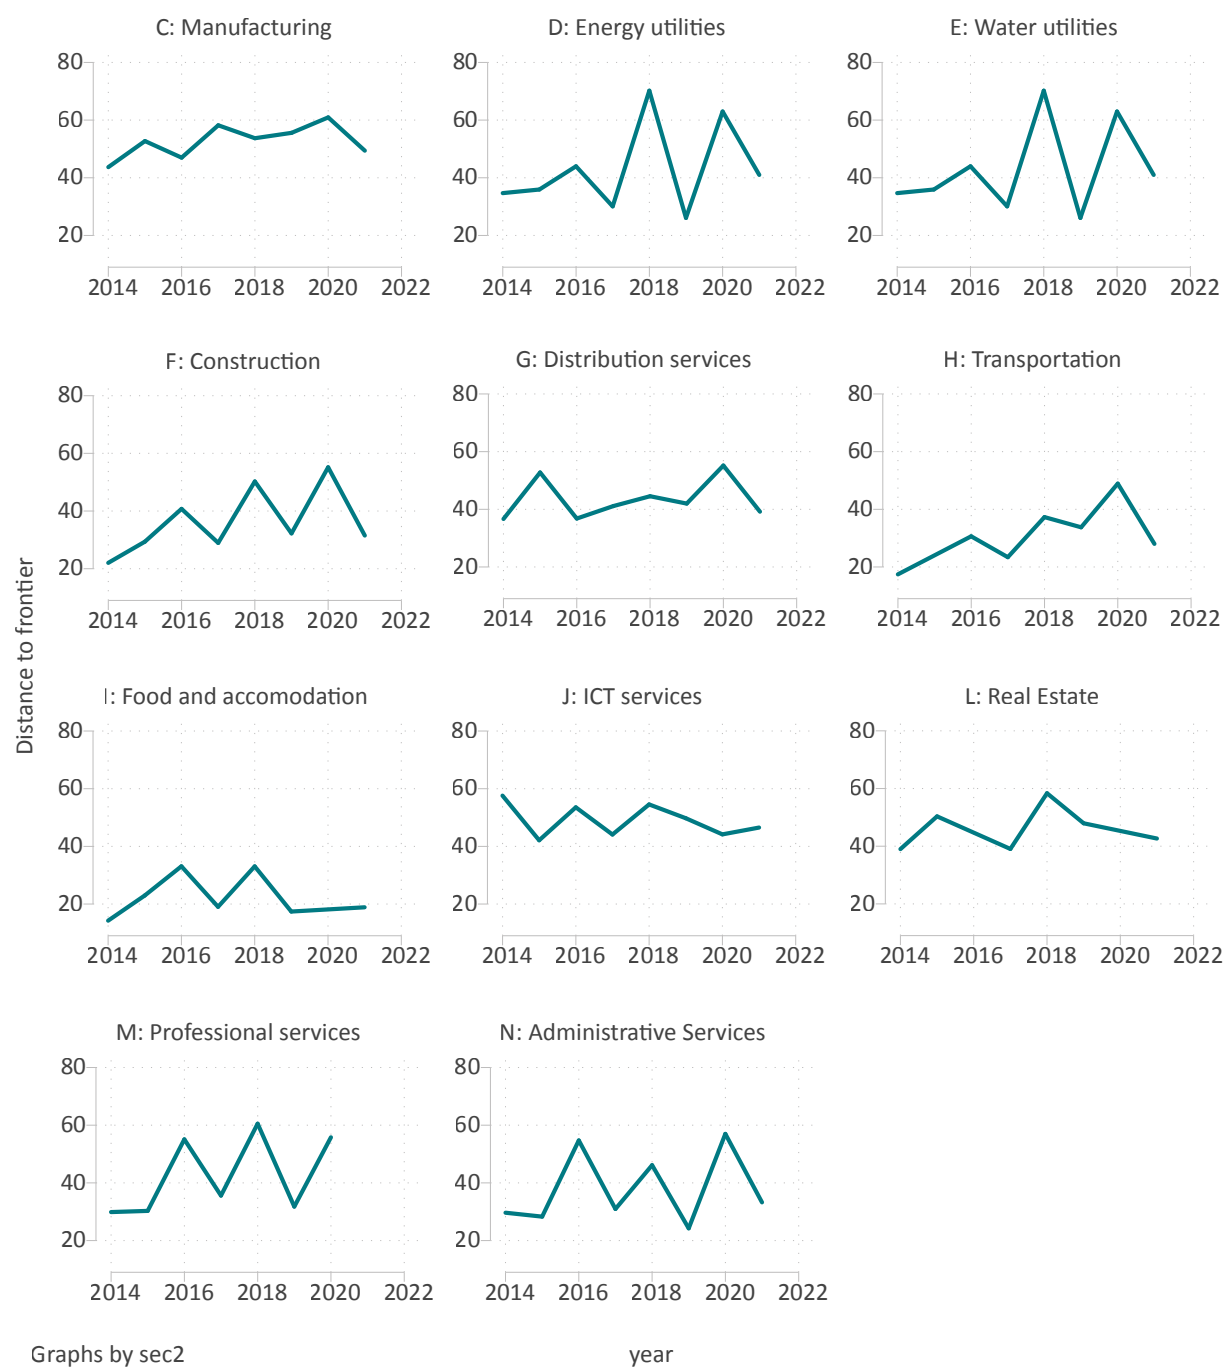 C: Manufacturing
D: Energy utilities
E: Water utilities
80
60
40
20
2014 2016 2018 2020 2022
80
60
40
20
2014 2016 2018 2020 2022
80
60
40
20
2014 2016 2018 2020 2022
F: Construction
G: Distribution services
H: Transportation
80
60
40
20
2014 2016 2018 2020 2022
80
60
40
20
2014 2016 2018 2020 2022
80
60
40
20
2014 2016 2018 2020 2022
Distance to frontier
I: Food and accomodation
J: ICT services
L: Real Estate
80
60
40
20
2014 2016 2018 2020 2022
80
60
40
20
2014 2016 2018 2020 2022
80
60
40
20
2014 2016 2018 2020 2022
M: Professional services
N: Administrative Services
80
60
40
20
2014 2016 2018 2020 2022
80
60
40
20
2014 2016 2018 2020 2022
Graphs by sec2
year